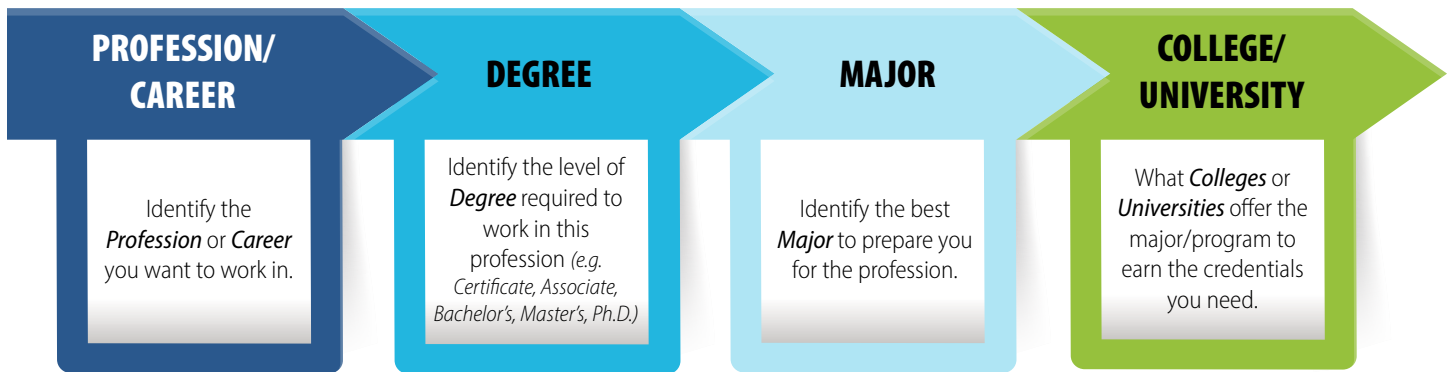 PROFESSION/
CAREER
Identify the
Profession or Career
you want to work in.
DEGREE
Identify the level of
Degree required to
work in this
profession (e.g.
Certificate, Associate,
Bachelor's, Master's, Ph.D.)
MAJOR
Identify the best
Major to prepare you
for the profession.
COLLEGE/
UNIVERSITY
What Colleges or
Universities offer the
major/program to
earn the credentials
you need.